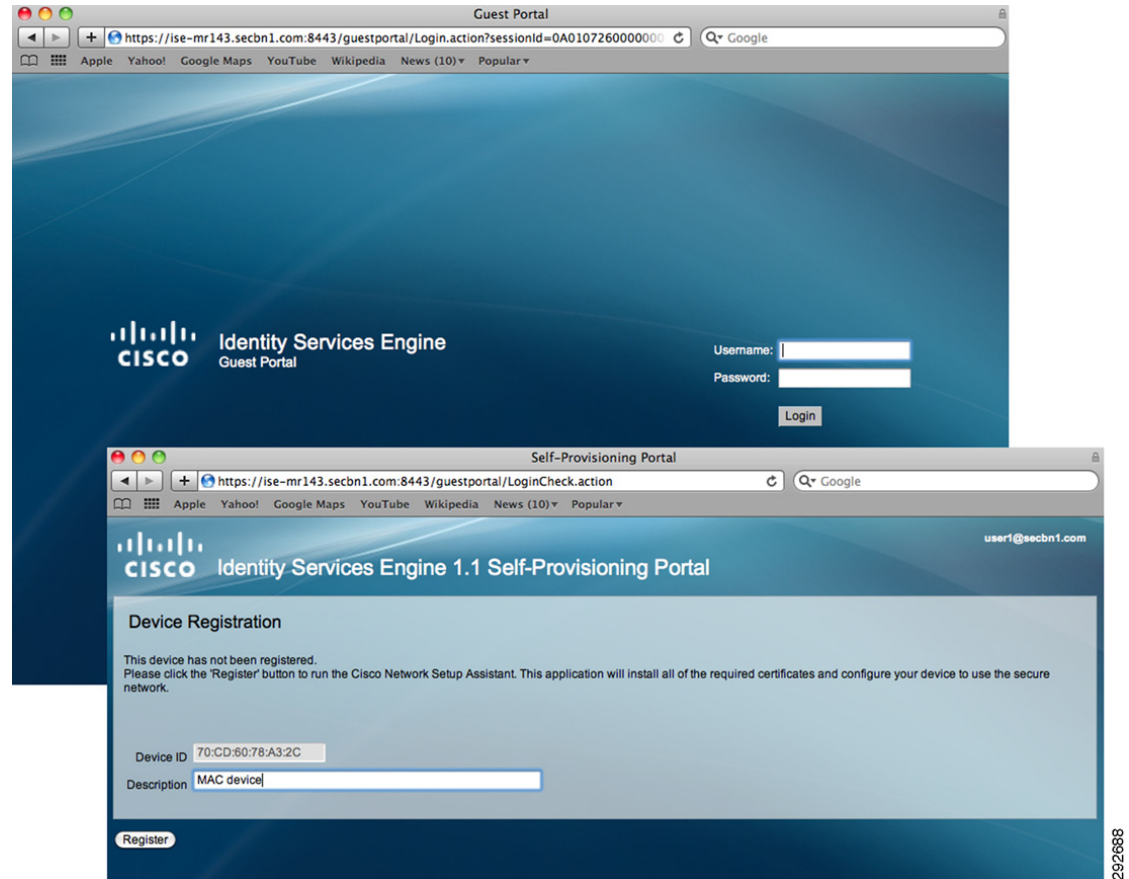 Guest Portal
https://ise-mr143.secbn1.com:8443/guestportal/Login.action?sessionId=0A0107260000000
Google
Apple Yahoo! Google Maps YouTube Wikipedia News (10) Popular
CISCO
Identity Services Engine
Guest Portal
Username:
Password:
Login
Self-Provisioning Portal
https://ise-mr143.secbn1.com:8443/guestportal/LoginCheck.action
Google
Apple Yahoo! Google Maps YouTube Wikipedia News (10) Popular
user1@secbn1.com
CISCO Identity Services Engine 1.1 Self-Provisioning Portal
Device Registration
This device has not been registered.
Please click the 'Register' button to run the Cisco Network Setup Assistant. This application will install all of the required certificates and configure your device to use the secure
network.
Device ID 70:CD:60:78:A3:2C
Description MAC device
Register
292688